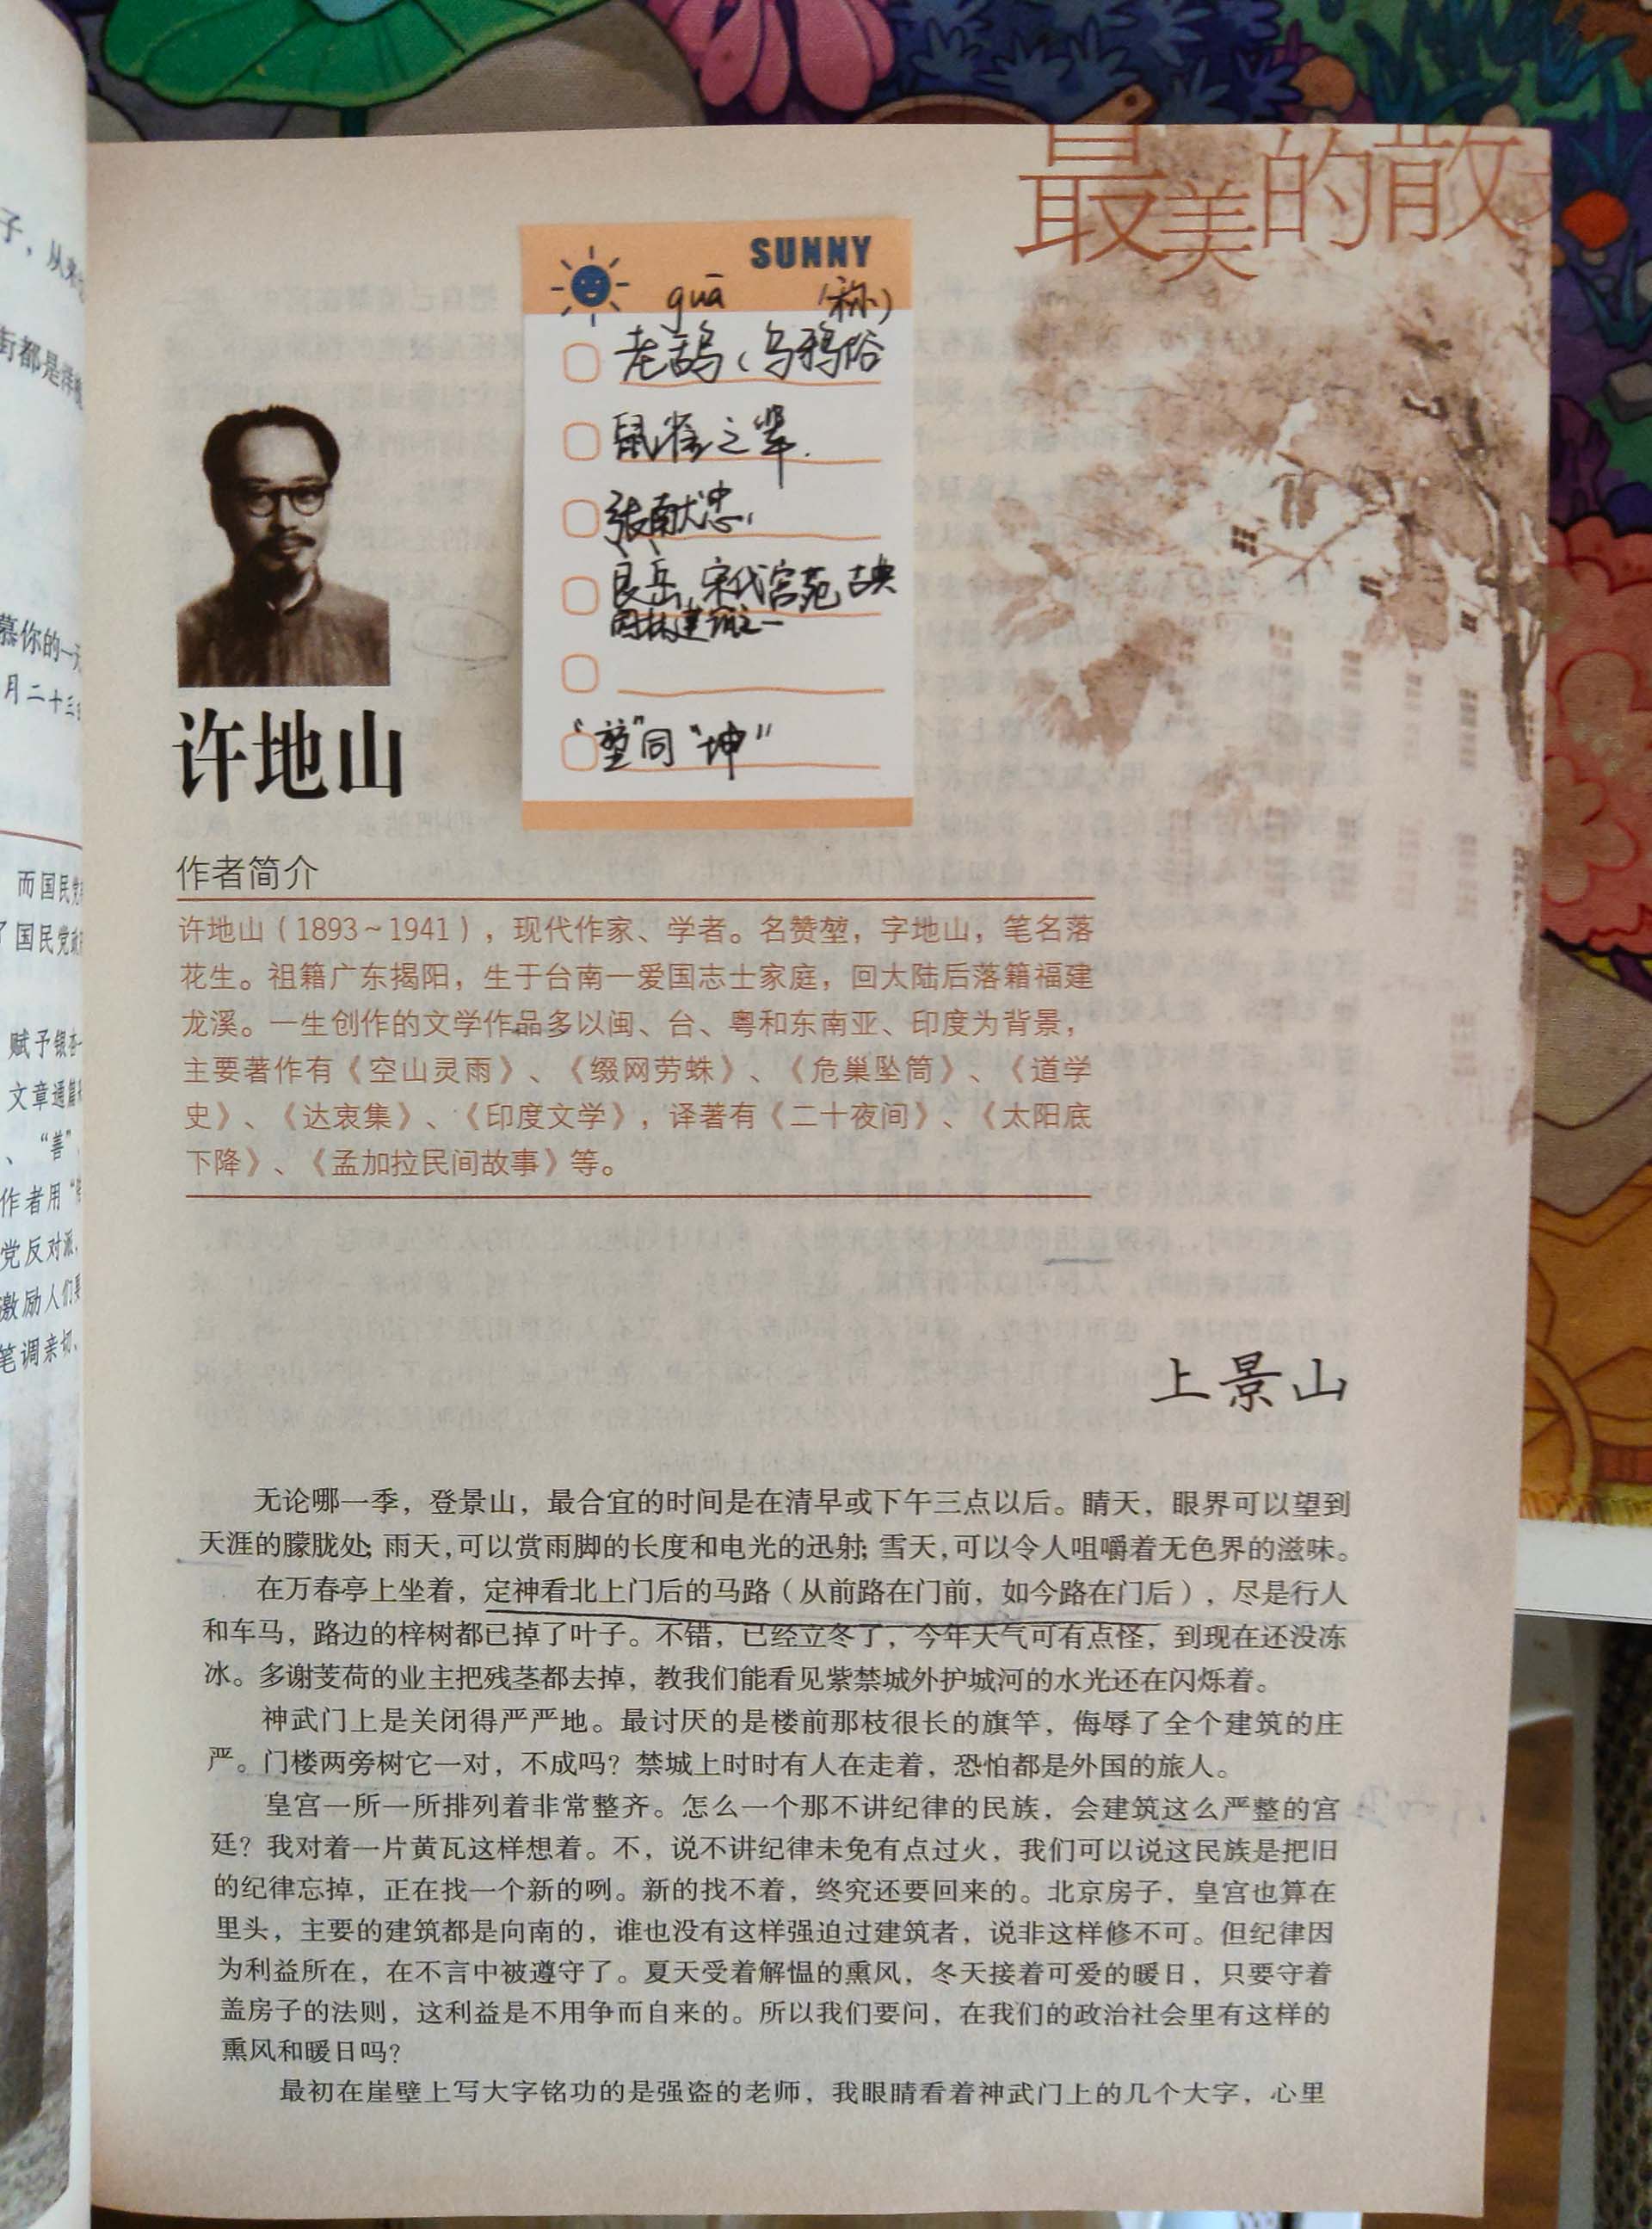 最美的散
SUNNY
guā (称)
老鸹(乌鸦俗
鼠雀之辈.
张献忠,
艮岳,宋代宫苑,古典
园林建筑之一
“堃”同“坤”
许地山
作者简介
许地山（1893～1941），现代作家、学者。名赞堃，字地山，笔名落
花生。祖籍广东揭阳，生于台南一爱国志士家庭，回大陆后落籍福建
龙溪。一生创作的文学作品多以闽、台、粤和东南亚、印度为背景，
主要著作有《空山灵雨》、《缀网劳蛛》、《危巢坠筒》、《道学
史》、《达衷集》、《印度文学》，译著有《二十夜间》、《太阳底
下降》、《孟加拉民间故事》等。
上景山
无论哪一季，登景山，最合宜的时间是在清早或下午三点以后。晴天，眼界可以望到
天涯的朦胧处；雨天，可以赏雨脚的长度和电光的迅射；雪天，可以令人咀嚼着无色界的滋味。
在万春亭上坐着，定神看北上门后的马路（从前路在门前，如今路在门后），尽是行人
和车马，路边的梓树都已掉了叶子。不错，已经立冬了，今年天气可有点怪，到现在还没冻
冰。多谢芰荷的业主把残茎都去掉，教我们能看见紫禁城外护城河的水光还在闪烁着。
神武门上是关闭得严严地。最讨厌的是楼前那枝很长的旗竿，侮辱了全个建筑的庄
严。门楼两旁树它一对，不成吗？禁城上时时有人在走着，恐怕都是外国的旅人。
皇宫一所一所排列着非常整齐。怎么一个那不讲纪律的民族，会建筑这么严整的宫
廷？我对着一片黄瓦这样想着。不，说不讲纪律未免有点过火，我们可以说这民族是把旧
的纪律忘掉，正在找一个新的咧。新的找不着，终究还要回来的。北京房子，皇宫也算在
里头，主要的建筑都是向南的，谁也没有这样强迫过建筑者，说非这样修不可。但纪律因
为利益所在，在不言中被遵守了。夏天受着解愠的熏风，冬天接着可爱的暖日，只要守着
盖房子的法则，这利益是不用争而自来的。所以我们要问，在我们的政治社会里有这样的
熏风和暖日吗？
最初在崖壁上写大字铭功的是强盗的老师，我眼睛看着神武门上的几个大字，心里
子，从来
街都是祥
慕你的一天
月二十三日
而国民党
了国民党政
赋予银杏一
文章通篇
、“善”
作者用“
党反对派，
激励人们
笔调亲切、